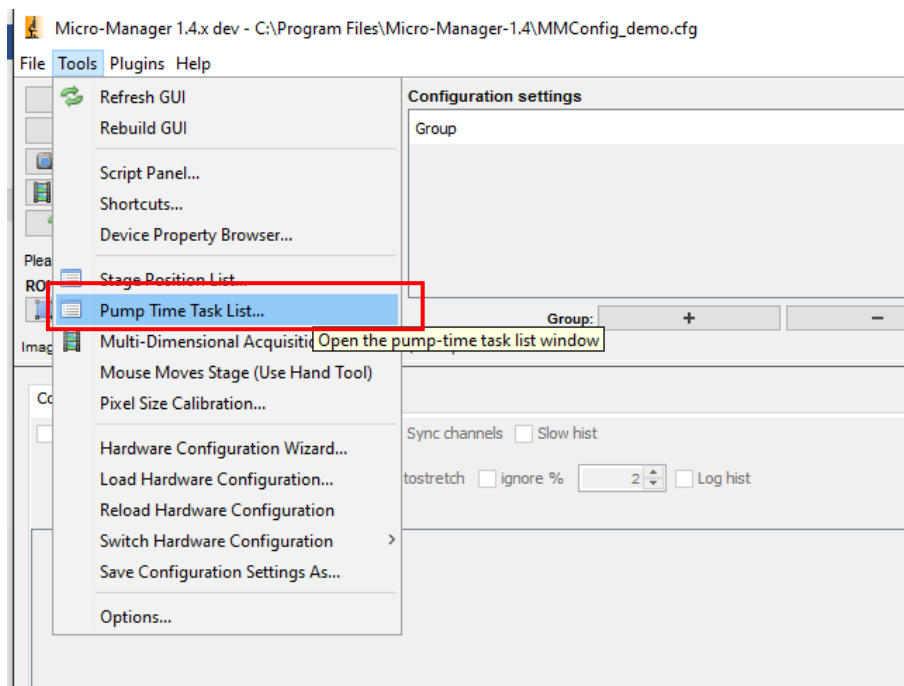 Micro-Manager 1.4.x dev - C:\Program Files\Micro-Manager-1.4\MMConfig_demo.cfg
File Tools Plugins Help
Refresh GUI
Rebuild GUI
Script Panel...
Shortcuts...
Device Property Browser...
Stage Position List...
Pump Time Task List...
Open the pump-time task list window
Mouse Moves Stage (Use Hand Tool)
Pixel Size Calibration...
Hardware Configuration Wizard...
Load Hardware Configuration...
Reload Hardware Configuration
Switch Hardware Configuration >
Save Configuration Settings As...
Options...
Configuration settings
Group
Group: + −
Sync channels Slow hist
ignore % 2 Log hist
Multi-Dimensional